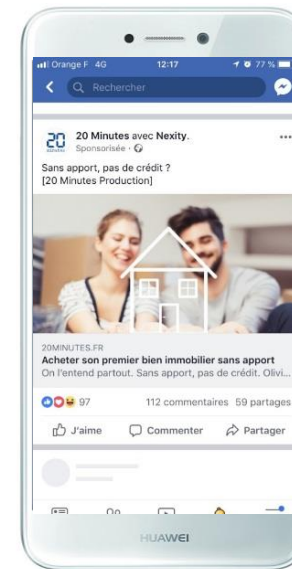 Orange F 4G 12:17 77 %
Rechercher
20 20 Minutes avec Nexity.
Sponsorisée
Sans apport, pas de crédit ?
[20 Minutes Production]
20MINUTES.FR
Acheter son premier bien immobilier sans apport
On l'entend partout. Sans apport, pas de crédit. Olivi...
97 112 commentaires 59 partages
J'aime Commenter Partager
HUAWEI